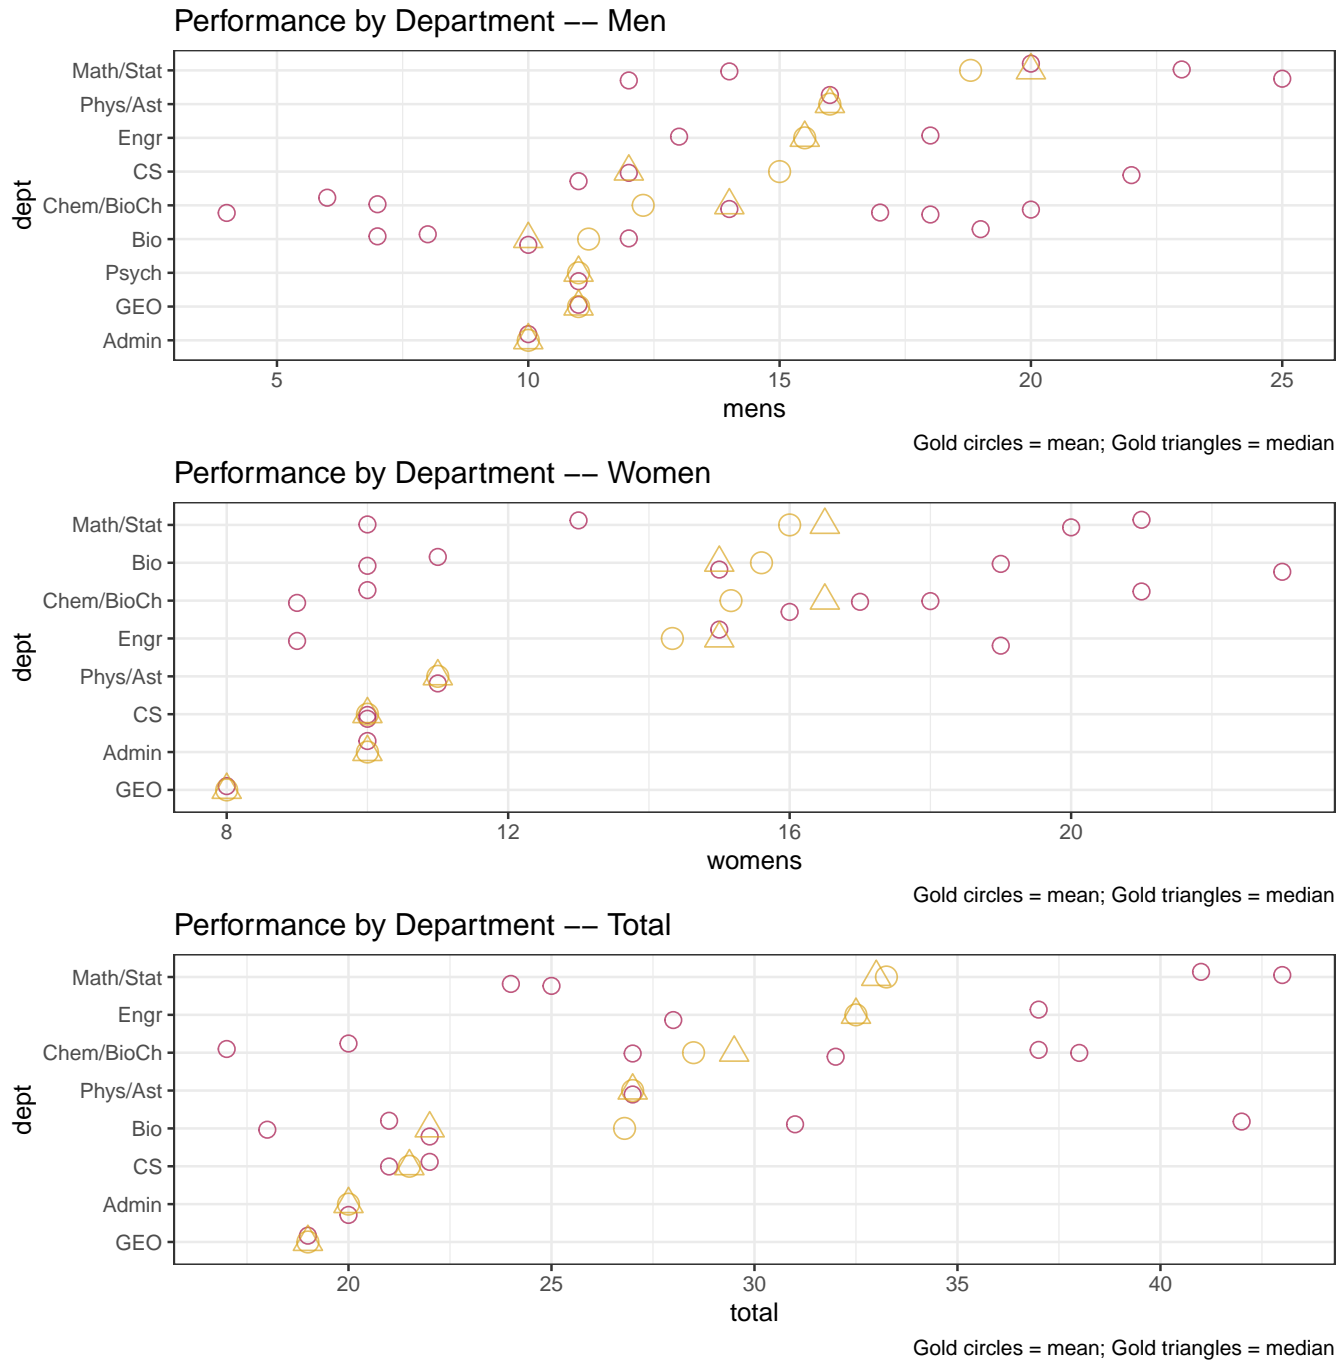 Performance by Department −− Men
Math/Stat
Phys/Ast
Engr
CS
Chem/BioCh
Bio
Psych
GEO
Admin
dept
5 10 15 20 25
mens
Gold circles = mean; Gold triangles = median
Performance by Department −− Women
Math/Stat
Bio
Chem/BioCh
Engr
Phys/Ast
CS
Admin
GEO
dept
8 12 16 20
womens
Gold circles = mean; Gold triangles = median
Performance by Department −− Total
Math/Stat
Engr
Chem/BioCh
Phys/Ast
Bio
CS
Admin
GEO
dept
20 25 30 35 40
total
Gold circles = mean; Gold triangles = median